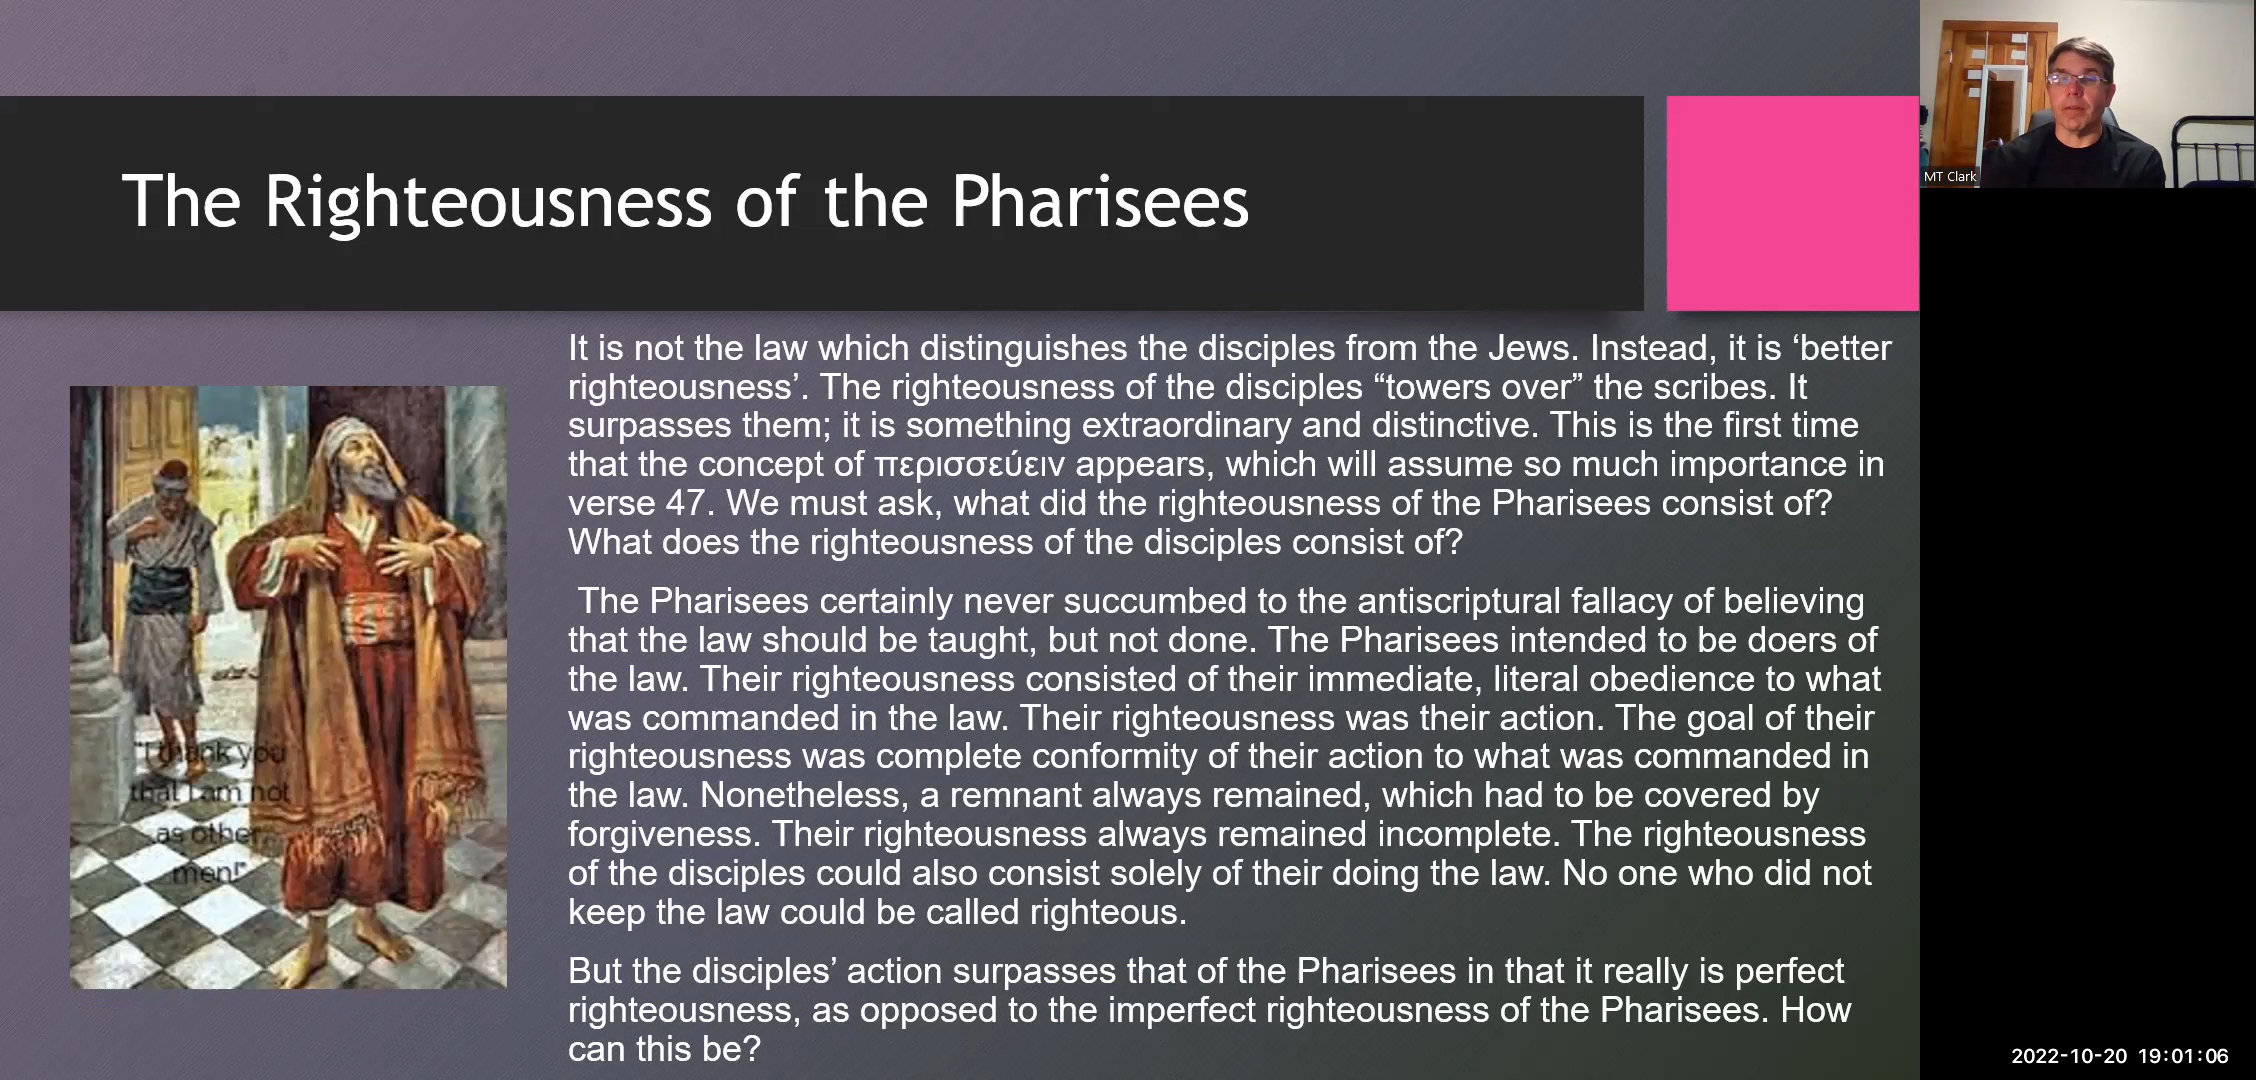 The Righteousness of the Pharisees
MT Clark
It is not the law which distinguishes the disciples from the Jews. Instead, it is ‘better
righteousness’. The righteousness of the disciples “towers over” the scribes. It
surpasses them; it is something extraordinary and distinctive. This is the first time
that the concept of περισσεύειν appears, which will assume so much importance in
verse 47. We must ask, what did the righteousness of the Pharisees consist of?
What does the righteousness of the disciples consist of?
The Pharisees certainly never succumbed to the antiscriptural fallacy of believing
that the law should be taught, but not done. The Pharisees intended to be doers of
the law. Their righteousness consisted of their immediate, literal obedience to what
was commanded in the law. Their righteousness was their action. The goal of their
righteousness was complete conformity of their action to what was commanded in
the law. Nonetheless, a remnant always remained, which had to be covered by
forgiveness. Their righteousness always remained incomplete. The righteousness
of the disciples could also consist solely of their doing the law. No one who did not
keep the law could be called righteous.
But the disciples’ action surpasses that of the Pharisees in that it really is perfect
righteousness, as opposed to the imperfect righteousness of the Pharisees. How
can this be?
"I thank you
that I am not
as other
men!"
2022-10-20 19:01:06